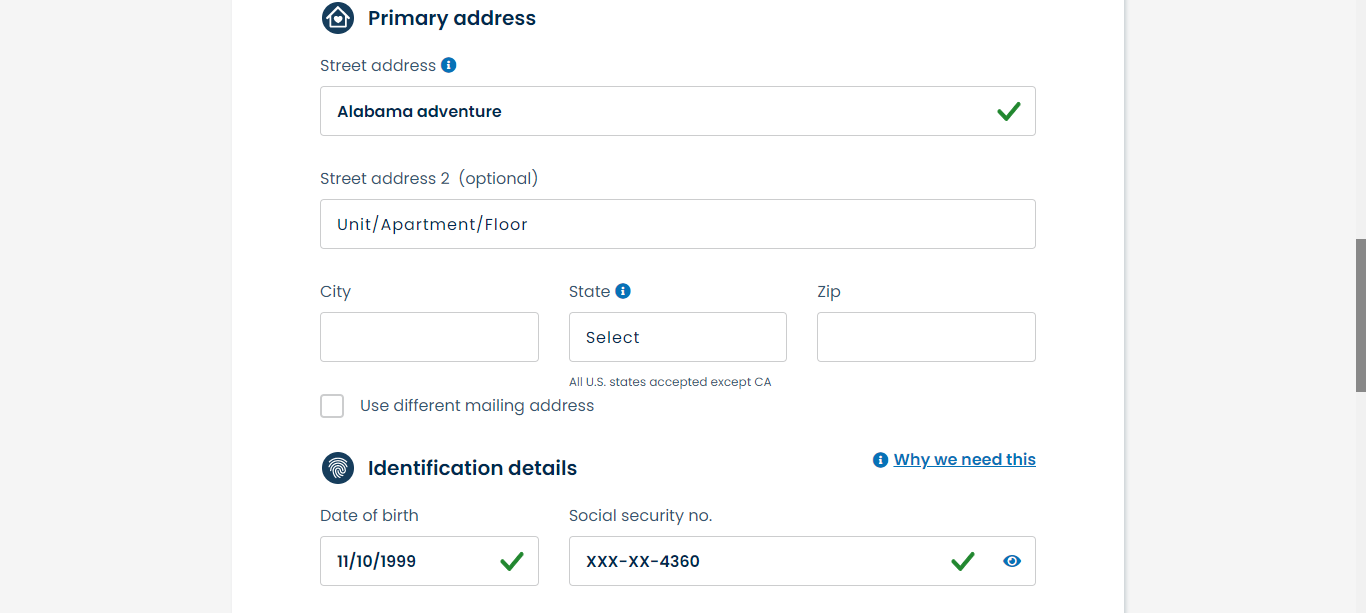 Primary address
Street address
Alabama adventure
Street address 2 (optional)
Unit/Apartment/Floor
City State Zip
Select
All U.S. states accepted except CA
Use different mailing address
Identification details Why we need this
Date of birth Social security no.
11/10/1999 XXX-XX-4360